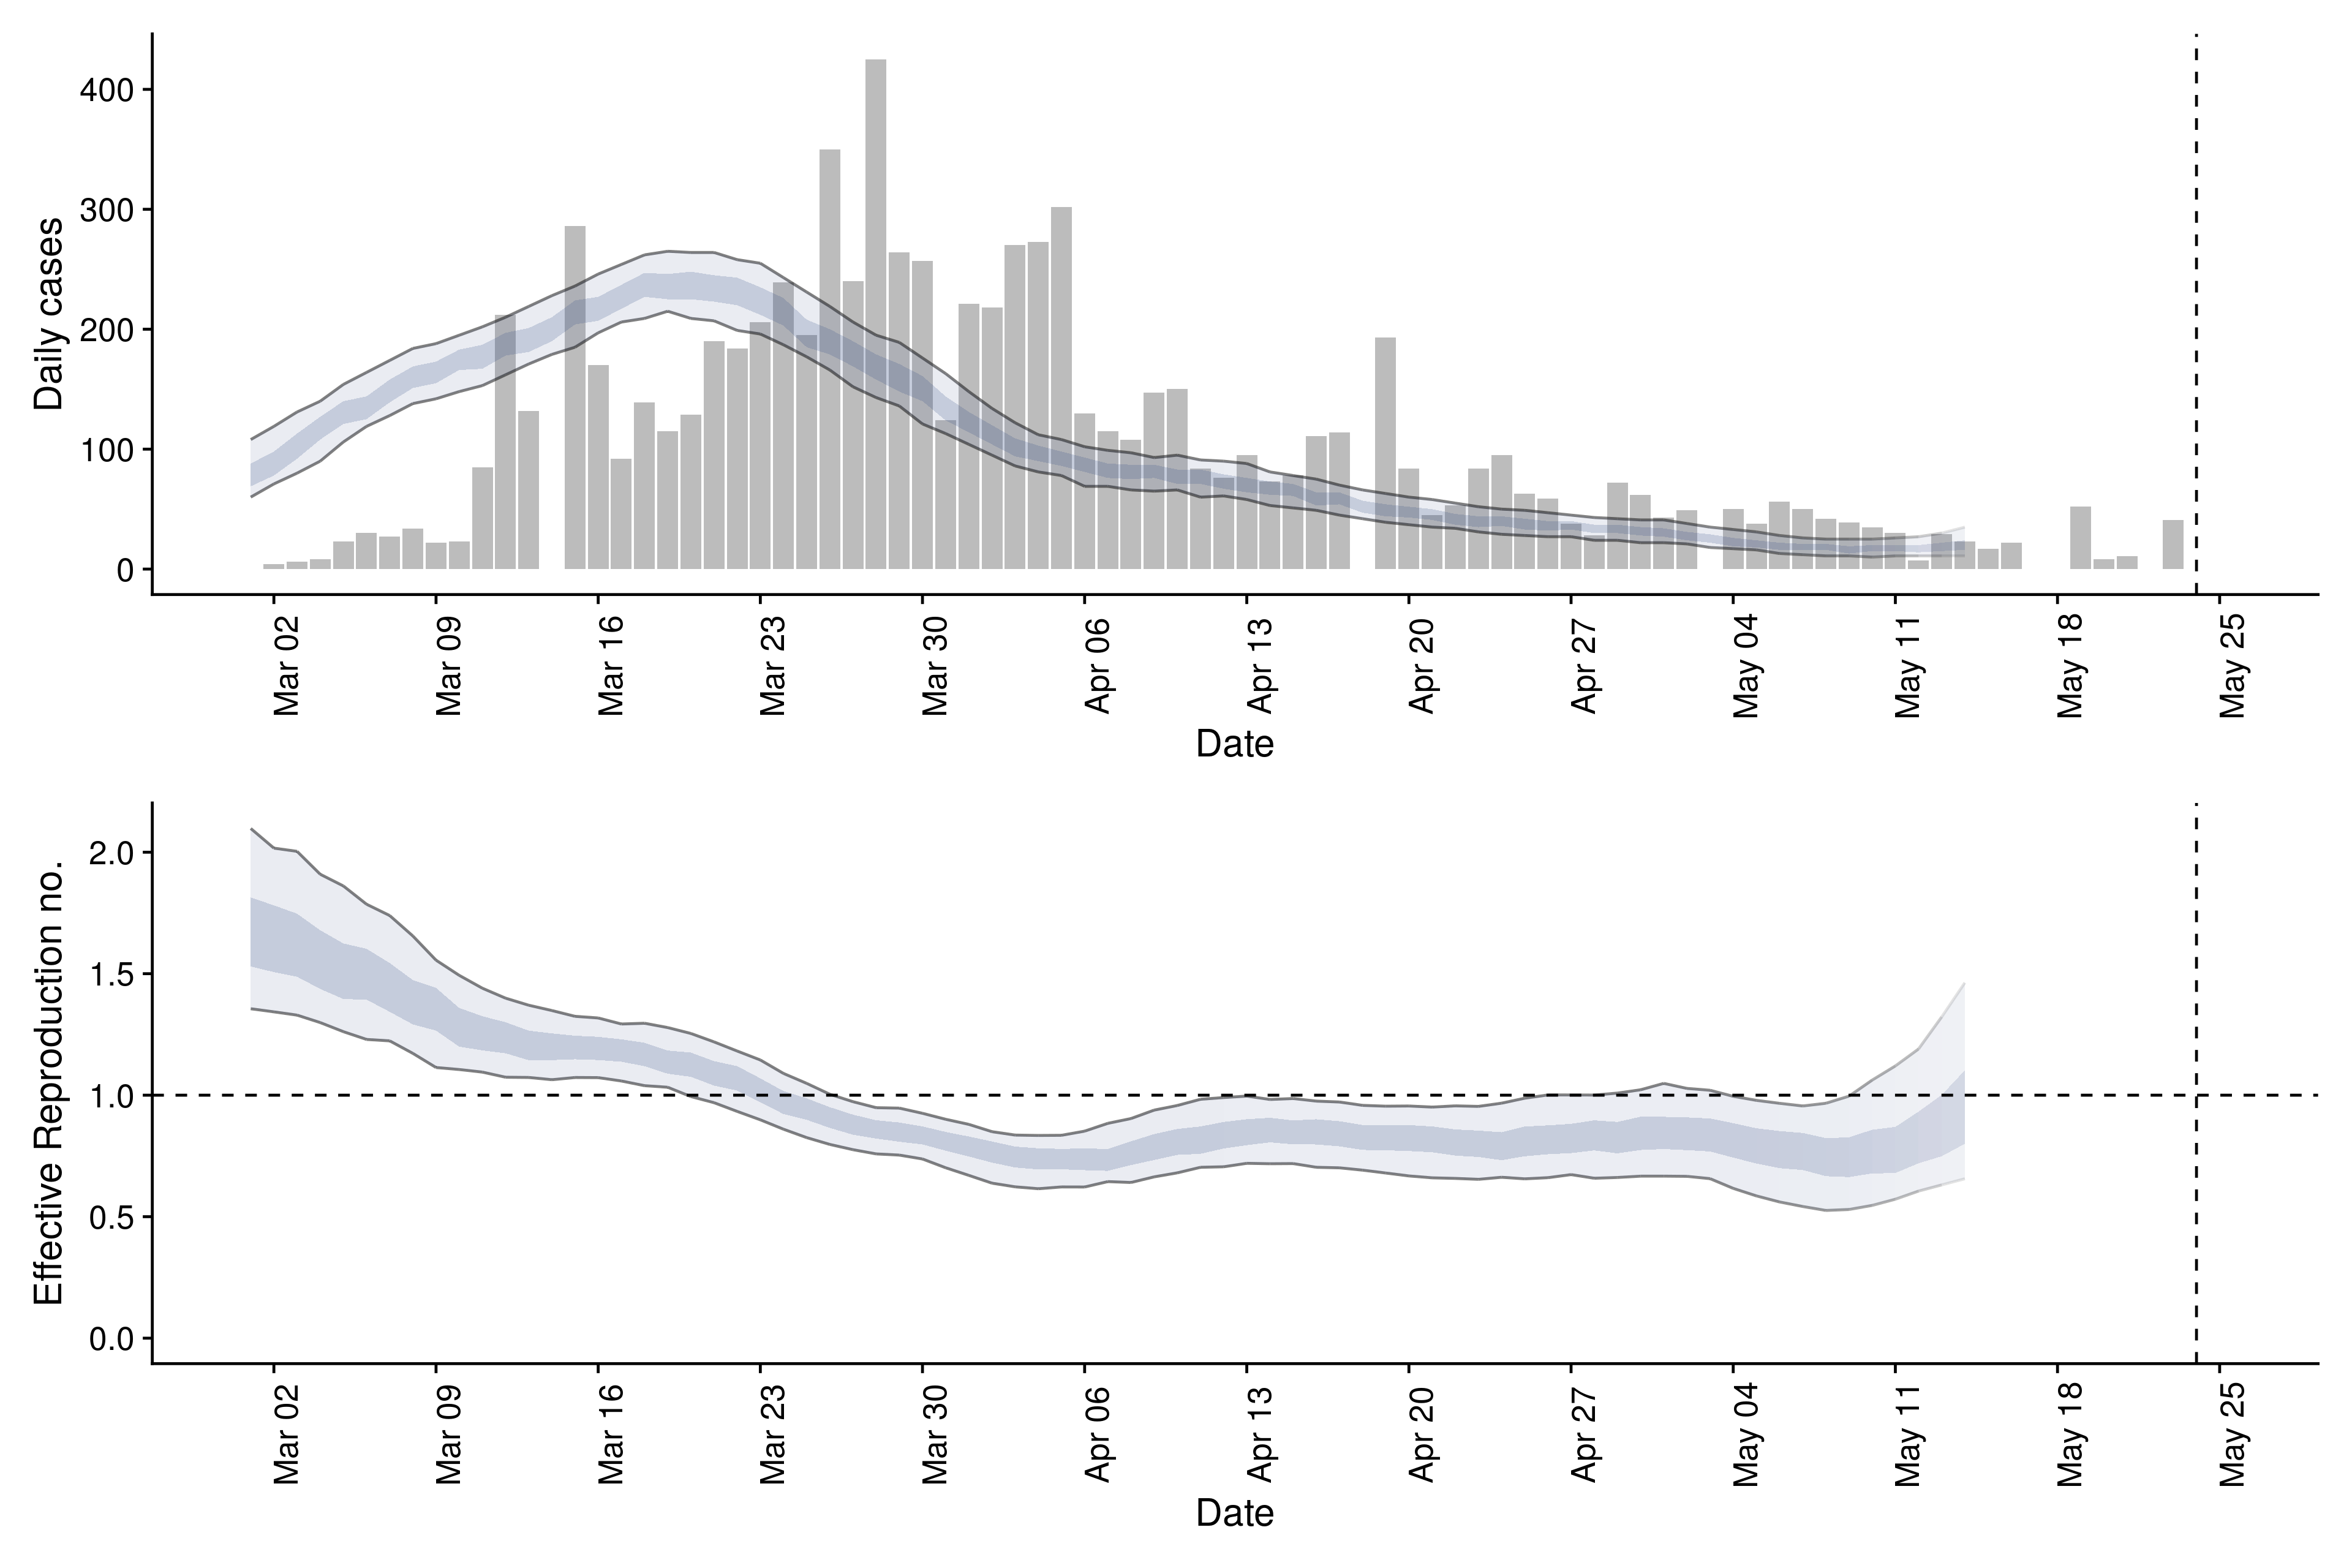 Daily cases
400
300
200
100
0
Mar 02
Mar 09
Mar 16
Mar 23
Mar 30
Apr 06
Apr 13
Apr 20
Apr 27
May 04
May 11
May 18
May 25
Date
Effective Reproduction no.
2.0
1.5
1.0
0.5
0.0
Mar 02
Mar 09
Mar 16
Mar 23
Mar 30
Apr 06
Apr 13
Apr 20
Apr 27
May 04
May 11
May 18
May 25
Date